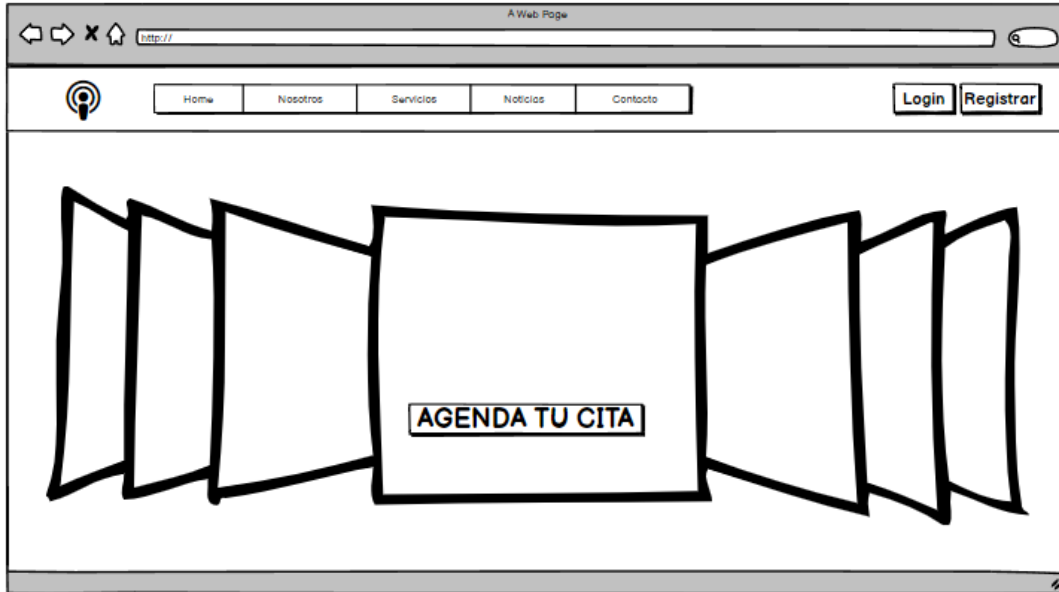 A Web Page
http://
Home Nosotros Servicios Noticias Contacto
Login Registrar
AGENDA TU CITA